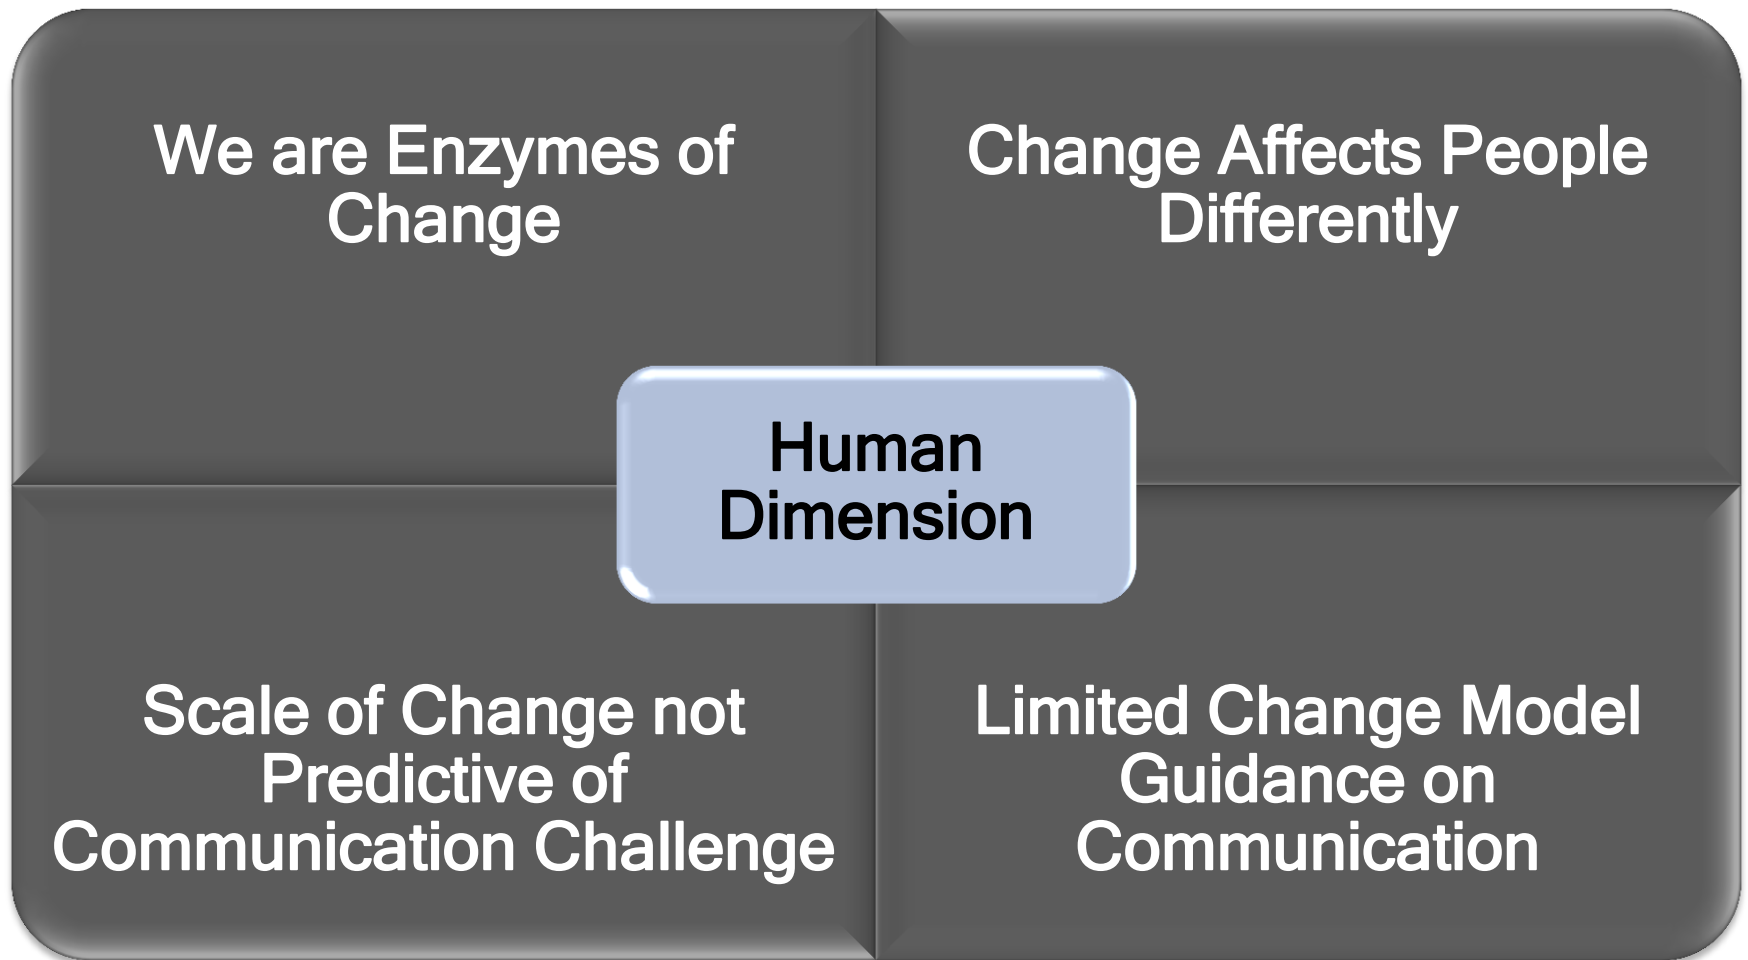 We are Enzymes of
Change
Change Affects People
Differently
Human
Dimension
Scale of Change not
Predictive of
Communication Challenge
Limited Change Model
Guidance on
Communication